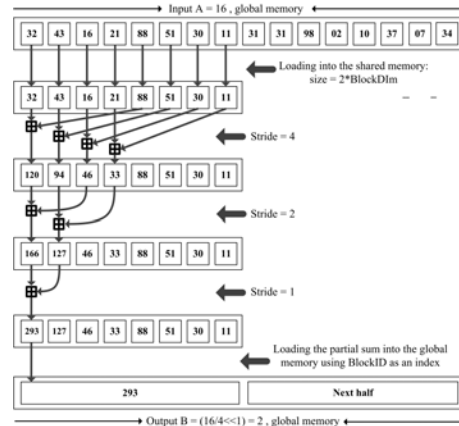 Input A = 16 , global memory
32 43 16 21 88 51 30 11 31 31 98 02 10 37 07 34
Loading into the shared memory:
size = 2*BlockDIm
32 43 16 21 88 51 30 11
Stride = 4
120 94 46 33 88 51 30 11
Stride = 2
166 127 46 33 88 51 30 11
Stride = 1
293 127 46 33 88 51 30 11
Loading the partial sum into the global
memory using BlockID as an index
293 Next half
Output B = (16/4<<1) = 2 , global memory